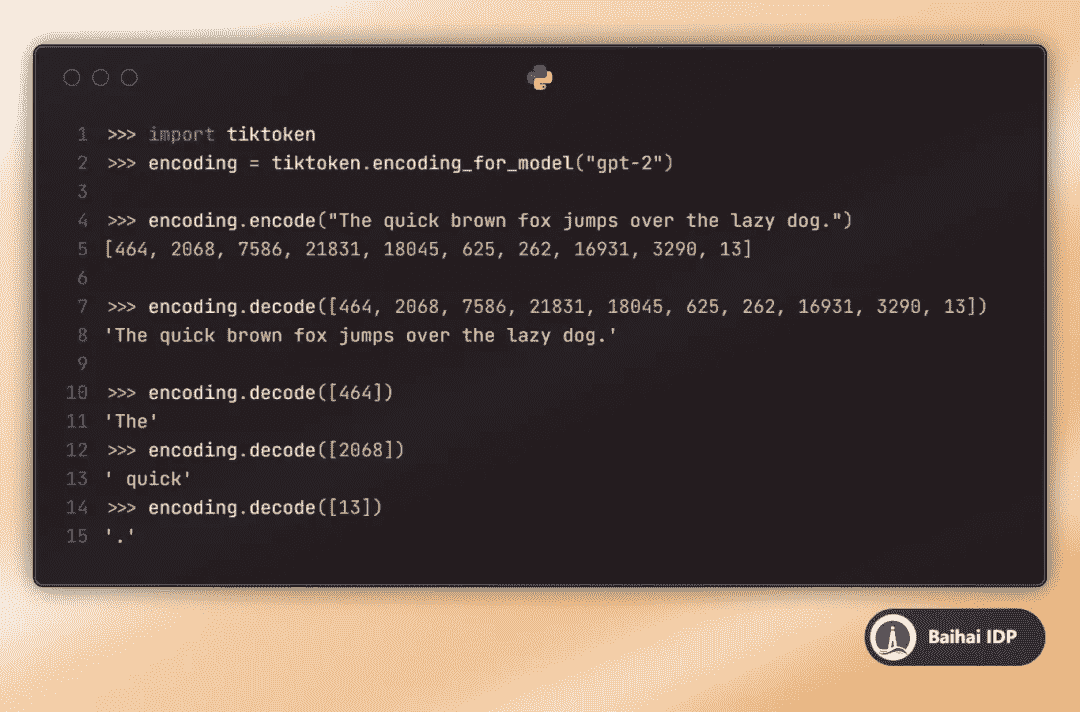 1 >>> import tiktoken
2 >>> encoding = tiktoken.encoding_for_model("gpt-2")
3
4 >>> encoding.encode("The quick brown fox jumps over the lazy dog.")
5 [464, 2068, 7586, 21831, 18045, 625, 262, 16931, 3290, 13]
6
7 >>> encoding.decode([464, 2068, 7586, 21831, 18045, 625, 262, 16931, 3290, 13])
8 'The quick brown fox jumps over the lazy dog.'
9
10 >>> encoding.decode([464])
11 'The'
12 >>> encoding.decode([2068])
13 ' quick'
14 >>> encoding.decode([13])
15 '.'
Baihai IDP